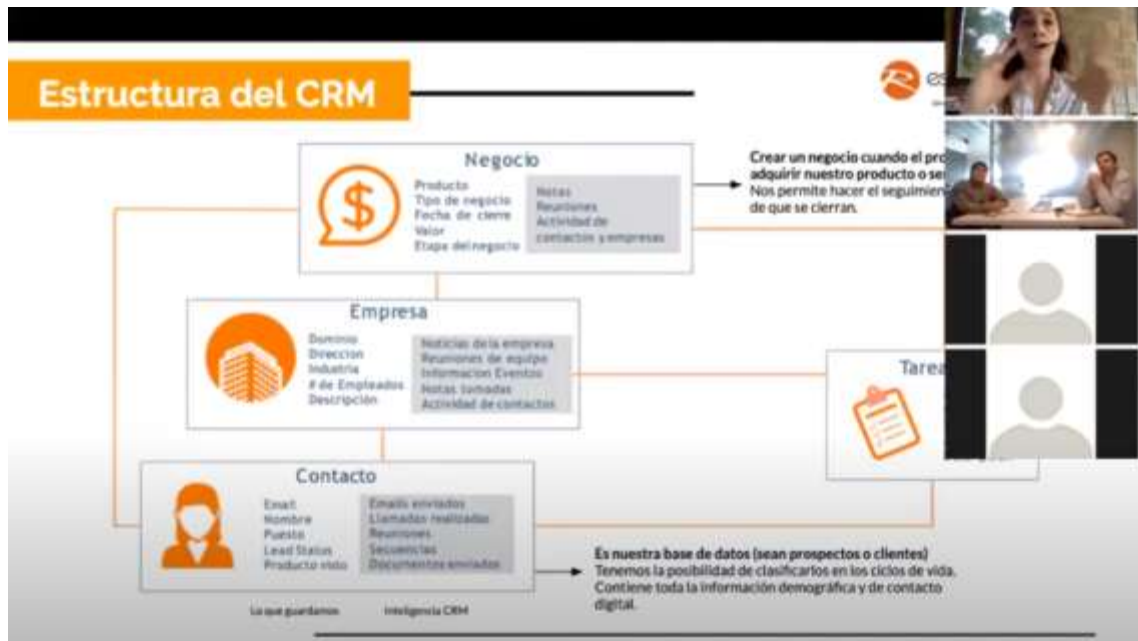 Estructura del CRM
Negocio
Producto
Tipo de negocio
Fecha de cierre
Valor
Etapa del negocio
Notas
Reuniones
Actividad de
contactos y empresas
Crear un negocio cuando el
adquirir nuestro producto o
Nos permite hacer el
de que se cierran.
Empresa
Dominio
Direccion
Industria
# de Empleados
Descripción
Noticias de la empresa
Reuniones de equipo
Informacion Eventos
Notas tomadas
Actividad de contactos
Tarea
Contacto
Email
Nombre
Puesto
Lead Status
Producto visto
Emails enviados
Llamadas realizadas
Reuniones
Secuencias
Documentos enviados
Es nuestra base de datos (sean prospectos o clientes)
Tenemos la posibilidad de clasificarlos en los ciclos de vida.
Contiene toda la información demográfica y de contacto
digital.
Lo que guardamos
Inteligencia CRM